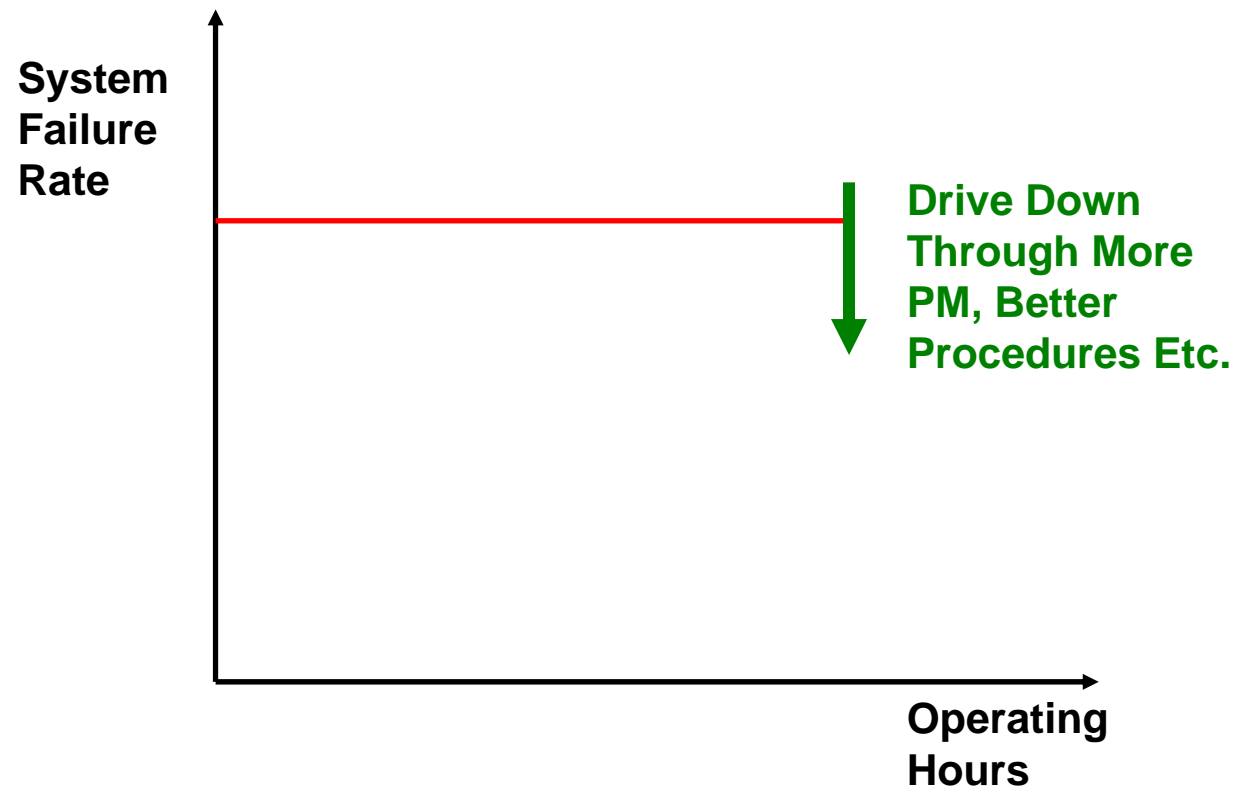 System
Failure
Rate
Drive Down
Through More
PM, Better
Procedures Etc.
Operating
Hours